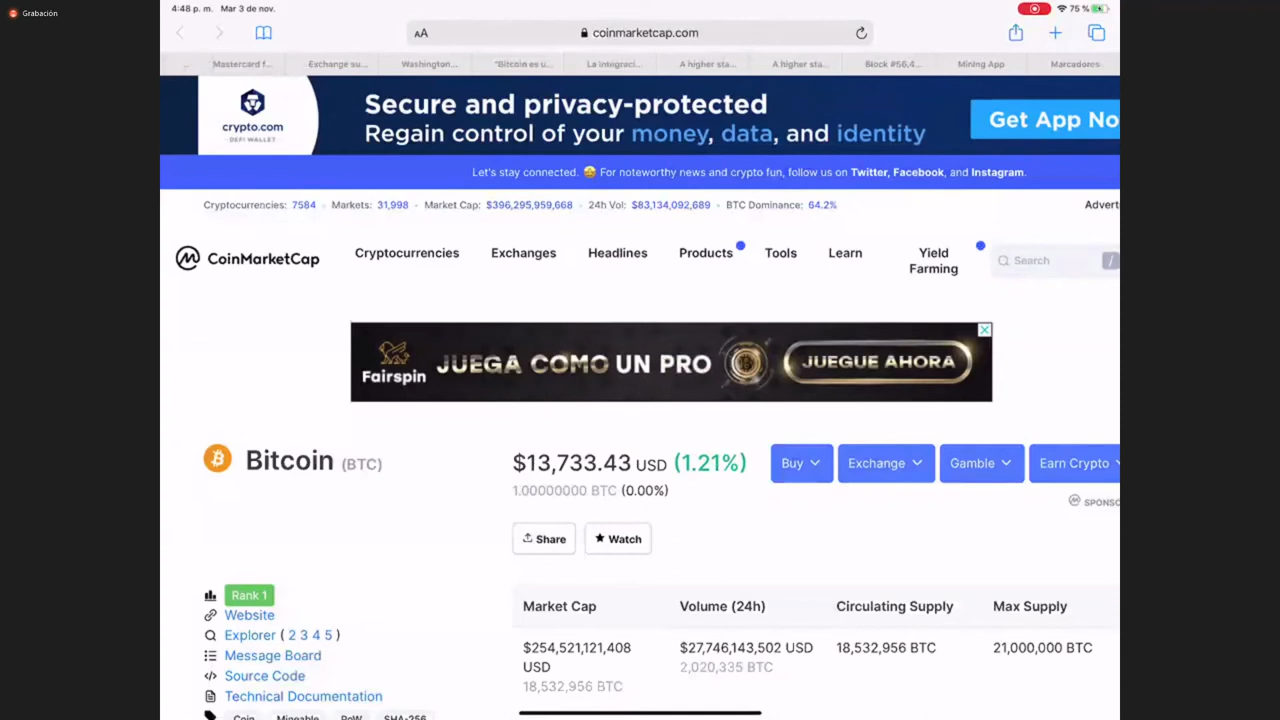 Grabación
4:48 p. m. Mar 3 de nov.
75 %
AA
coinmarketcap.com
Mastercard f...
Exchange su...
Washington...
"Bitcoin es u...
La integraci...
A higher sta...
A higher sta...
Block #56,4...
Mining App
Marcadores
crypto.com
DEFI WALLET
Secure and privacy-protected
Regain control of your money, data, and identity
Get App No
Let's stay connected. 🤩 For noteworthy news and crypto fun, follow us on Twitter, Facebook, and Instagram.
Cryptocurrencies: 7584 • Markets: 31,998 • Market Cap: $396,295,959,668 • 24h Vol: $83,134,092,689 • BTC Dominance: 64.2%
Advert
CoinMarketCap
Cryptocurrencies
Exchanges
Headlines
Products
Tools
Learn
Yield
Farming
Search
/
Fairspin
JUEGA COMO UN PRO
JUEGUE AHORA
Bitcoin (BTC)
$13,733.43 USD (1.21%)
1.00000000 BTC (0.00%)
Buy
Exchange
Gamble
Earn Crypto
SPONSO
Share
Watch
Rank 1
Website
Explorer ( 2 3 4 5 )
Message Board
Source Code
Technical Documentation
Coin Mineable PoW SHA-256
Market Cap Volume (24h) Circulating Supply Max Supply
$254,521,121,408 $27,746,143,502 USD 18,532,956 BTC 21,000,000 BTC
USD 2,020,335 BTC
18,532,956 BTC